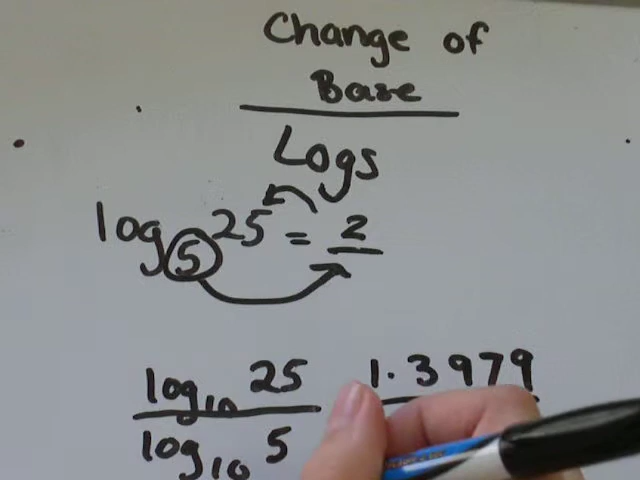 Change of
Base
Logs
log₅ 25 = 2
log₁₀ 25 1.3979
log₁₀ 5